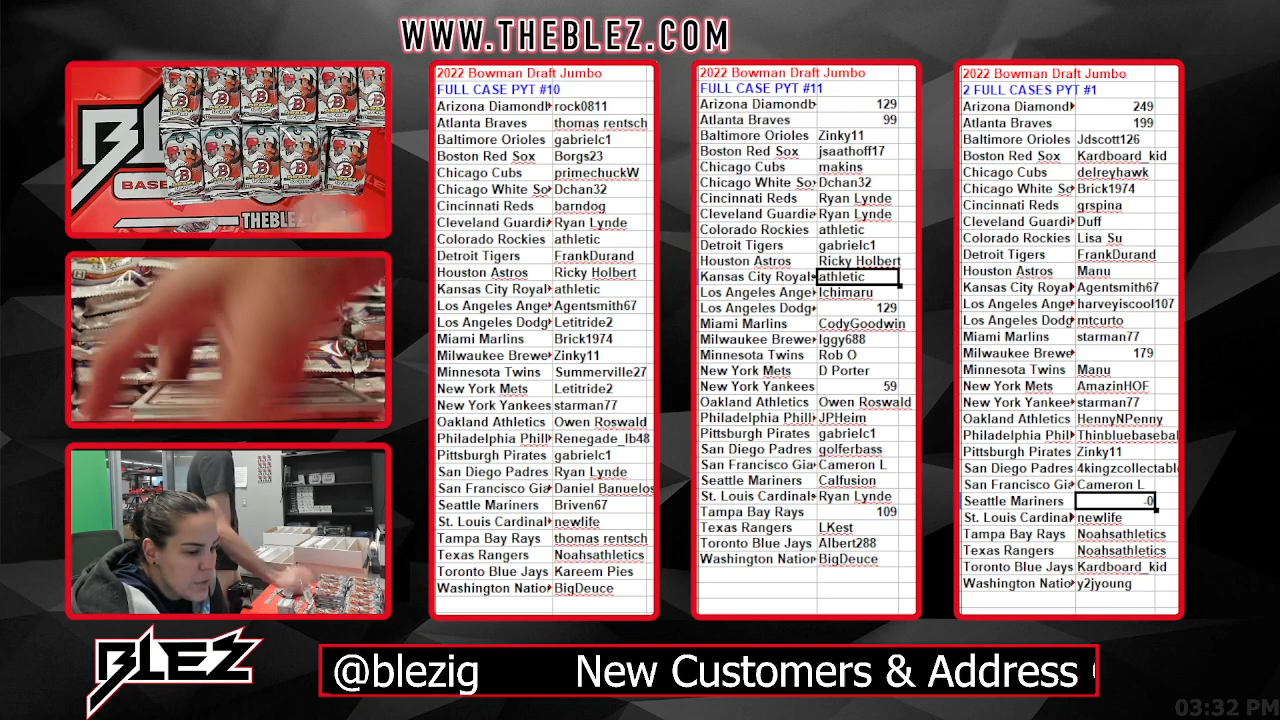 WWW.THEBLEZ.COM
BLEZ
BASE
THEBLEZ
2022 Bowman Draft Jumbo
FULL CASE PYT #10
Arizona Diamondb rock0811
Atlanta Braves thomas rentsch
Baltimore Orioles gabrielc1
Boston Red Sox Borgs23
Chicago Cubs primechuckW
Chicago White So Dchan32
Cincinnati Reds barndog
Cleveland Guardia Ryan Lynde
Colorado Rockies athletic
Detroit Tigers FrankDurand
Houston Astros Ricky Holbert
Kansas City Royal athletic
Los Angeles Ange Agentsmith67
Los Angeles Dodg Letitride2
Miami Marlins Brick1974
Milwaukee Brewe Zinky11
Minnesota Twins Summerville27
New York Mets Letitride2
New York Yankees starman77
Oakland Athletics Owen Roswald
Philadelphia Phill Renegade_lb48
Pittsburgh Pirates gabrielc1
San Diego Padres Ryan Lynde
San Francisco Gia Daniel Banuelos
Seattle Mariners Briven67
St. Louis Cardinal newlife
Tampa Bay Rays thomas rentsch
Texas Rangers Noahsathletics
Toronto Blue Jays Kareem Pies
Washington Natio BigDeuce
2022 Bowman Draft Jumbo
FULL CASE PYT #11
Arizona Diamondb 129
Atlanta Braves 99
Baltimore Orioles Zinky11
Boston Red Sox jsaathoff17
Chicago Cubs makins
Chicago White So Dchan32
Cincinnati Reds Ryan Lynde
Cleveland Guardia Ryan Lynde
Colorado Rockies athletic
Detroit Tigers gabrielc1
Houston Astros Ricky Holbert
Kansas City Royal athletic
Los Angeles Ange Ichimaru
Los Angeles Dodg 129
Miami Marlins CodyGoodwin
Milwaukee Brewe Iggy688
Minnesota Twins Rob O
New York Mets D Porter
New York Yankees 59
Oakland Athletics Owen Roswald
Philadelphia Phill JPHeim
Pittsburgh Pirates gabrielc1
San Diego Padres golferbass
San Francisco Gia Cameron L
Seattle Mariners Calfusion
St. Louis Cardinals Ryan Lynde
Tampa Bay Rays 109
Texas Rangers LKest
Toronto Blue Jays Albert288
Washington Nation BigDeuce
2022 Bowman Draft Jumbo
2 FULL CASES PYT #1
Arizona Diamond 249
Atlanta Braves 199
Baltimore Orioles Jdscott126
Boston Red Sox Kardboard_kid
Chicago Cubs delreyhawk
Chicago White So Brick1974
Cincinnati Reds grspina
Cleveland Guardi Duff
Colorado Rockies Lisa Su
Detroit Tigers FrankDurand
Houston Astros Manu
Kansas City Royal Agentsmith67
Los Angeles Ange harveyiscool107
Los Angeles Dodg mtcurto
Miami Marlins starman77
Milwaukee Brewe 179
Minnesota Twins Manu
New York Mets AmazinHOF
New York Yankee starman77
Oakland Athletics HennyNPenny
Philadelphia Phil Thinbluebasebal
Pittsburgh Pirates Zinky11
San Diego Padres 4kingzcollectabl
San Francisco Gi Cameron L
Seattle Mariners -0
St. Louis Cardina newlife
Tampa Bay Rays Noahsathletics
Texas Rangers Noahsathletics
Toronto Blue Jays Kardboard_kid
Washington Natio y2jyoung
BLEZ
@blezig New Customers & Address
03:32 PM